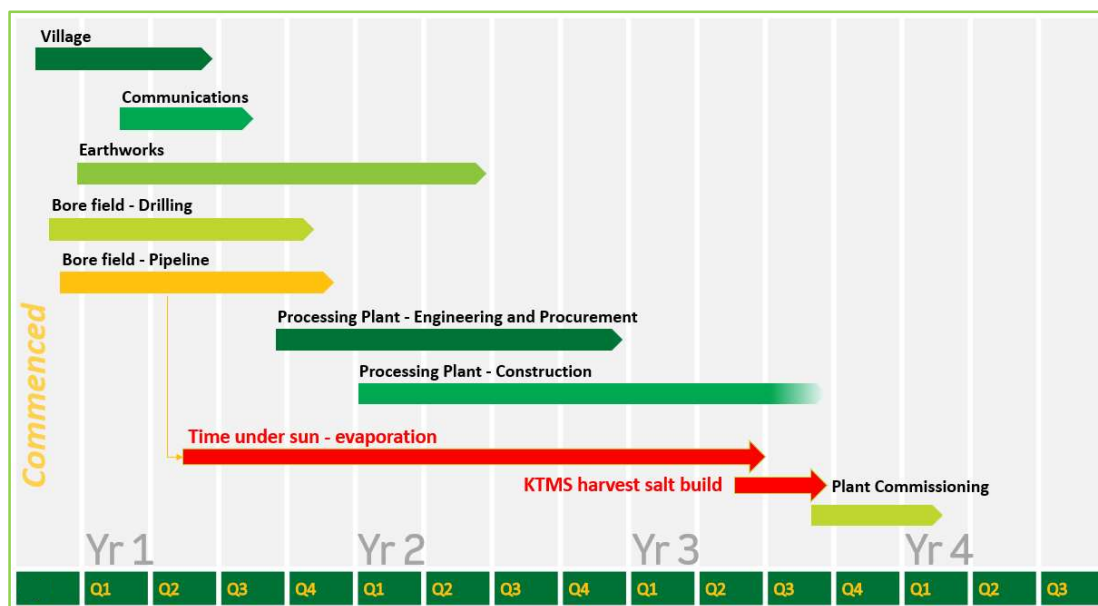 Village
Communications
Earthworks
Bore field - Drilling
Bore field - Pipeline
Commenced
Processing Plant - Engineering and Procurement
Processing Plant - Construction
Time under sun - evaporation
KTMS harvest salt build
Plant Commissioning
Yr 1 Yr 2 Yr 3 Yr 4
Q1 Q2 Q3 Q4 Q1 Q2 Q3 Q4 Q1 Q2 Q3 Q4 Q1 Q2 Q3